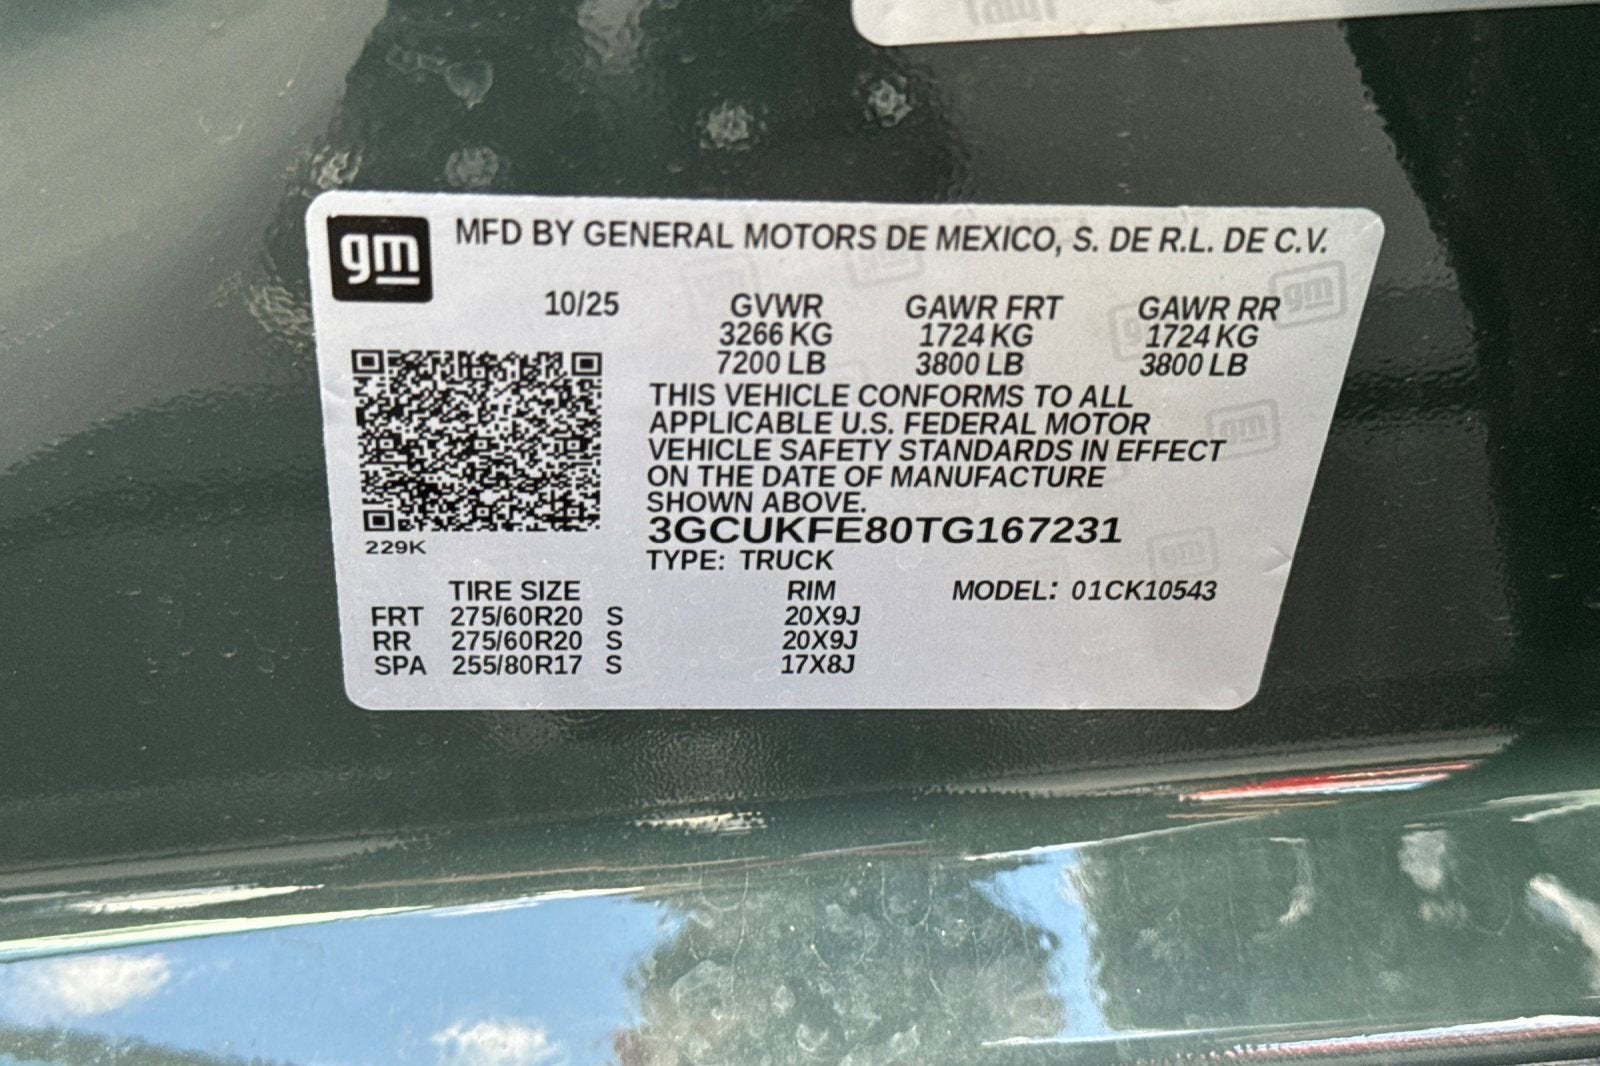 gm
MFD BY GENERAL MOTORS DE MEXICO, S. DE R.L. DE C.V.
10/25 GVWR GAWR FRT GAWR RR
3266 KG 1724 KG 1724 KG
7200 LB 3800 LB 3800 LB
THIS VEHICLE CONFORMS TO ALL
APPLICABLE U.S. FEDERAL MOTOR
VEHICLE SAFETY STANDARDS IN EFFECT
ON THE DATE OF MANUFACTURE
SHOWN ABOVE.
3GCUKFE80TG167231
229K
TYPE: TRUCK
TIRE SIZE RIM MODEL: 01CK10543
FRT 275/60R20 S 20X9J
RR 275/60R20 S 20X9J
SPA 255/80R17 S 17X8J